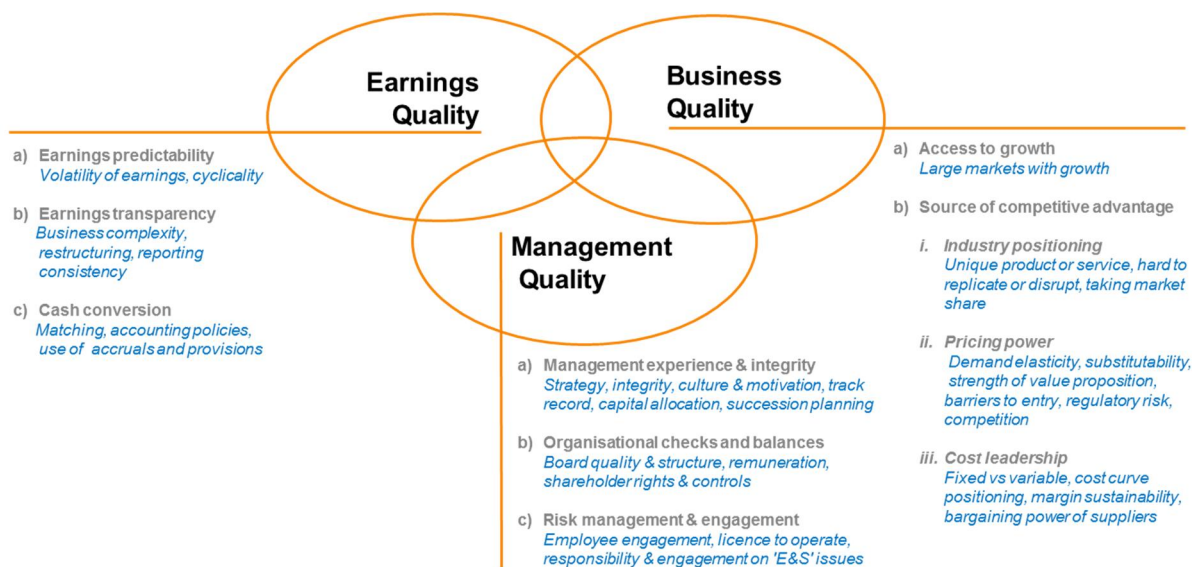 Earnings
Quality
Business
Quality
Management
Quality
a) Earnings predictability
Volatility of earnings, cyclicality
b) Earnings transparency
Business complexity,
restructuring, reporting
consistency
c) Cash conversion
Matching, accounting policies,
use of accruals and provisions
a) Management experience & integrity
Strategy, integrity, culture & motivation, track
record, capital allocation, succession planning
b) Organisational checks and balances
Board quality & structure, remuneration,
shareholder rights & controls
c) Risk management & engagement
Employee engagement, licence to operate,
responsibility & engagement on 'E&S' issues
a) Access to growth
Large markets with growth
b) Source of competitive advantage
i. Industry positioning
Unique product or service, hard to
replicate or disrupt, taking market
share
ii. Pricing power
Demand elasticity, substitutability,
strength of value proposition,
barriers to entry, regulatory risk,
competition
iii. Cost leadership
Fixed vs variable, cost curve
positioning, margin sustainability,
bargaining power of suppliers